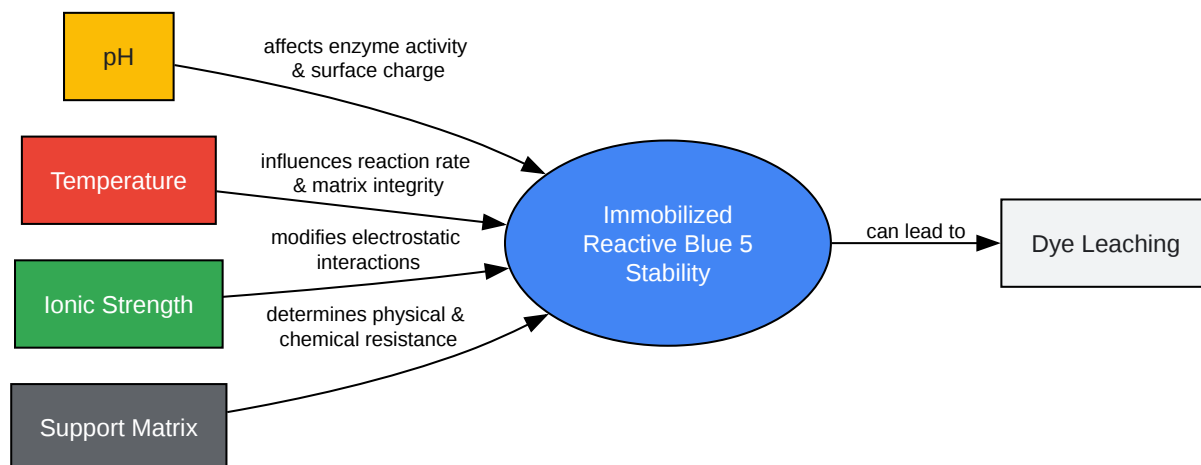 pH
affects enzyme activity
& surface charge
Temperature
influences reaction rate
& matrix integrity
Ionic Strength
modifies electrostatic
interactions
Support Matrix
determines physical &
chemical resistance
Immobilized
Reactive Blue 5
Stability
can lead to
Dye Leaching